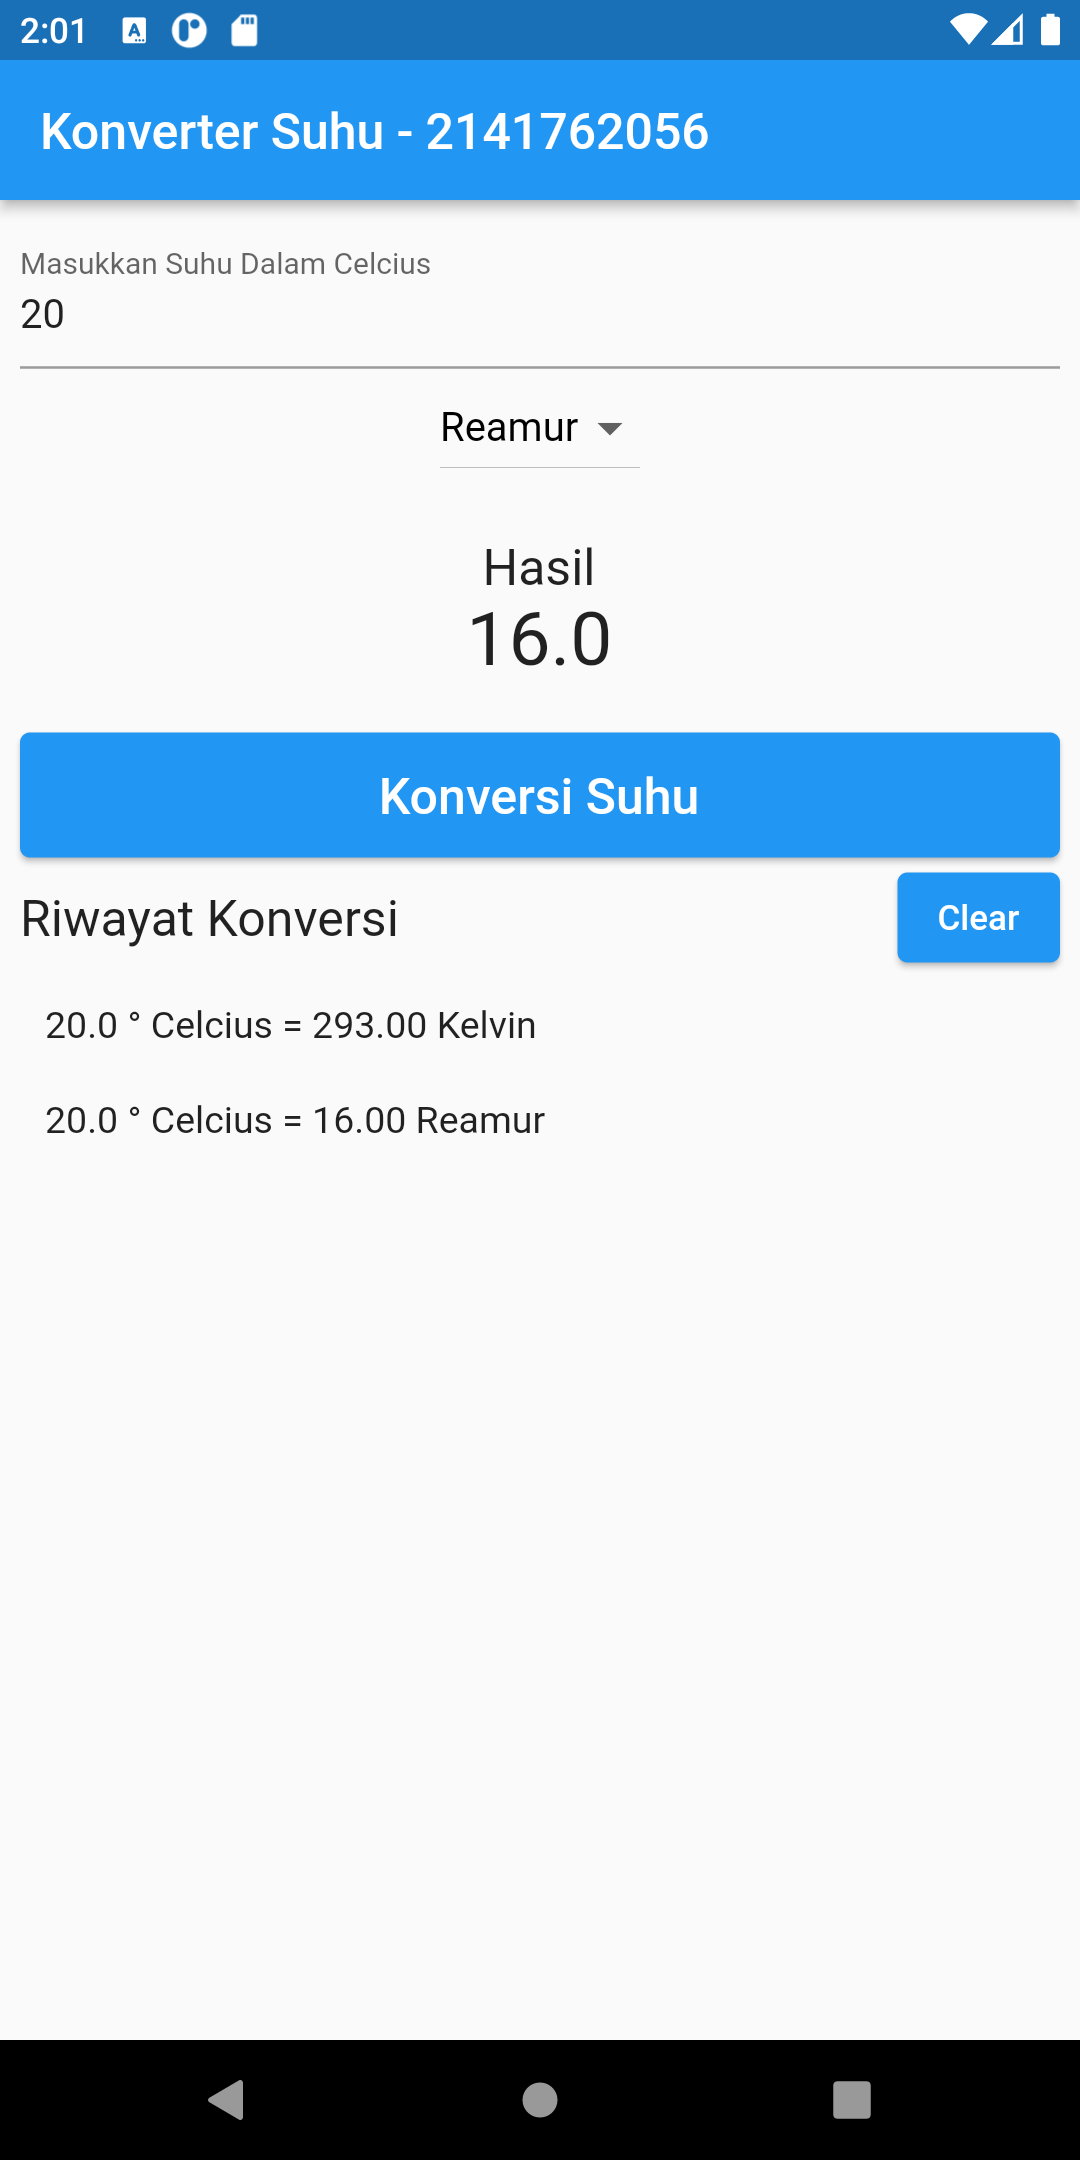 2:01
Konverter Suhu - 2141762056
Masukkan Suhu Dalam Celcius
20
Reamur
Hasil
16.0
Konversi Suhu
Riwayat Konversi
Clear
20.0 ° Celcius = 293.00 Kelvin
20.0 ° Celcius = 16.00 Reamur